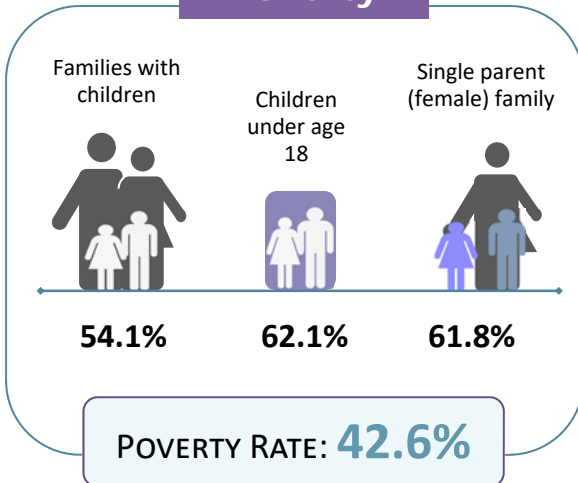 Families with
children
Children
under age
18
Single parent
(female) family
54.1%
62.1%
61.8%
POVERTY RATE: 42.6%